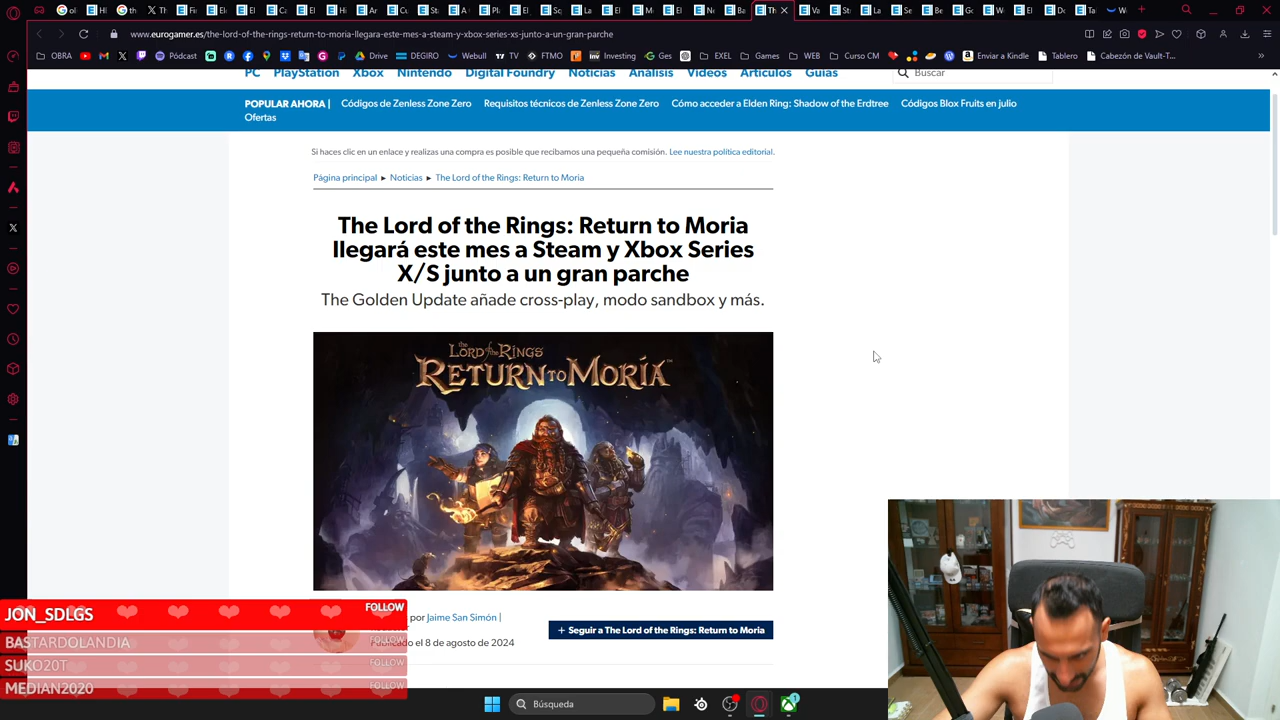 Gol
Fi
El
www.eurogamer.es/the-lord-of-the-rings-return-to-moria-llegara-este-mes-a-steam-y-xbox-series-xs-junto-a-un-gran-parche
OBRA Pódcast Drive DEGIRO Webull TV FTMO Investing Ges EXEL Games WEB Curso CM Enviar a Kindle Tablero Cabezón de Vault-T...
PC PlayStation Xbox Nintendo Digital Foundry Noticias Análisis Vídeos Artículos Guías Buscar
POPULAR AHORA | Códigos de Zenless Zone Zero Requisitos técnicos de Zenless Zone Zero Cómo acceder a Elden Ring: Shadow of the Erdtree Códigos Blox Fruits en julio
Ofertas
Si haces clic en un enlace y realizas una compra es posible que recibamos una pequeña comisión. Lee nuestra política editorial.
Página principal ► Noticias ► The Lord of the Rings: Return to Moria
The Lord of the Rings: Return to Moria
llegará este mes a Steam y Xbox Series
X/S junto a un gran parche
The Golden Update añade cross-play, modo sandbox y más.
the Lord of the Rings
RETURN TO MORIA™
por Jaime San Simón |
+ Seguir a The Lord of the Rings: Return to Moria
el 8 de agosto de 2024
JON_SDLGS FOLLOW
BASTARDOLANDIA FOLLOW
SUKO20T FOLLOW
MEDIAN2020 FOLLOW
Búsqueda
1